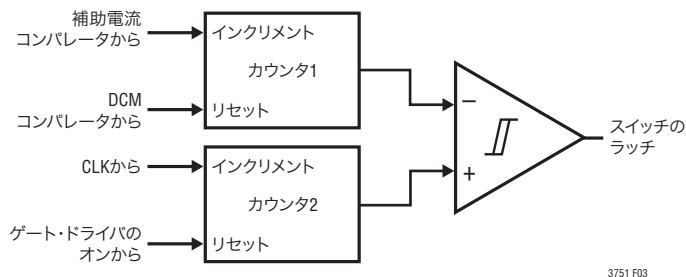 補助電流
コンパレータから
インクリメント
カウンタ1
DCM
コンパレータから
リセット
CLKから
インクリメント
カウンタ2
ゲート・ドライバの
オンから
リセット
−
+
スイッチの
ラッチ
3751 F03